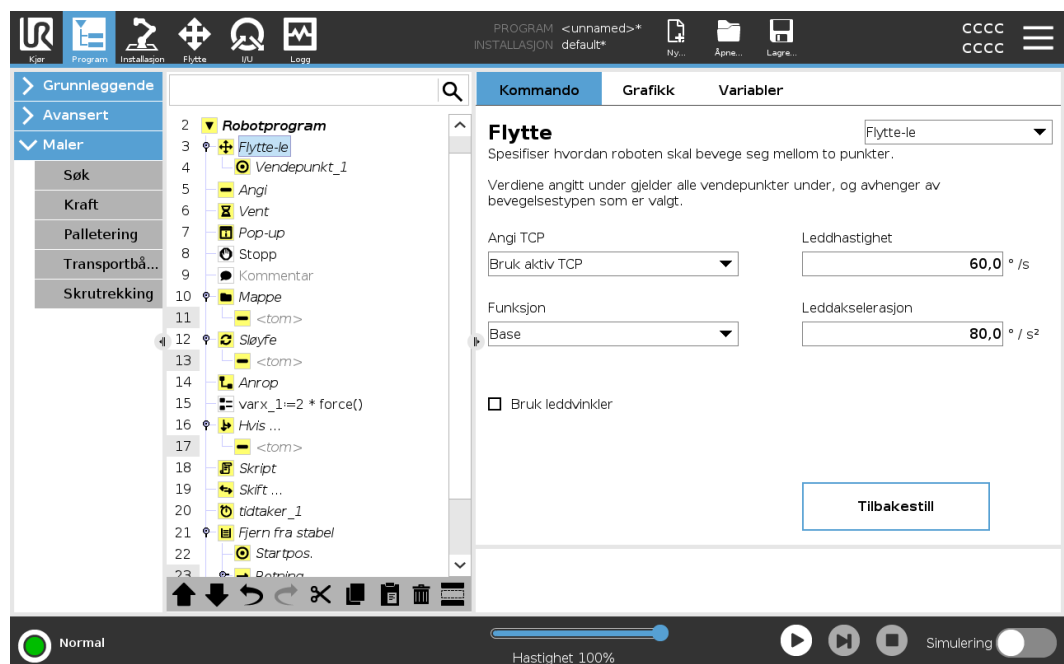 PROGRAM <unnamed>*
INSTALLASJON default*
Kjør
Program
Installasjon
Flytte
I/U
Logg
Ny...
Åpne...
Lagre...
CCCC
CCCC
Grunnleggende
Avansert
Maler
Søk
Kraft
Palletering
Transportbå...
Skrutrekking
2 Robotprogram
3 Flytte-le
4 Vendepunkt_1
5 Angi
6 Vent
7 Pop-up
8 Stopp
9 Kommentar
10 Mappe
11 <tom>
12 Sløyfe
13 <tom>
14 Anrop
15 varx_1≔2 * force()
16 Hvis ...
17 <tom>
18 Skript
19 Skift ...
20 tidtaker_1
21 Fjern fra stabel
22 Startpos.
23 Retning
Kommando
Grafikk
Variabler
Flytte
Flytte-le
Spesifiser hvordan roboten skal bevege seg mellom to punkter.
Verdiene angitt under gjelder alle vendepunkter under, og avhenger av
bevegelsestypen som er valgt.
Angi TCP
Leddhastighet
Bruk aktiv TCP
60,0 ° /s
Funksjon
Leddakselerasjon
Base
80,0 ° / s²
Bruk leddvinkler
Tilbakestill
Normal
Hastighet 100%
Simulering